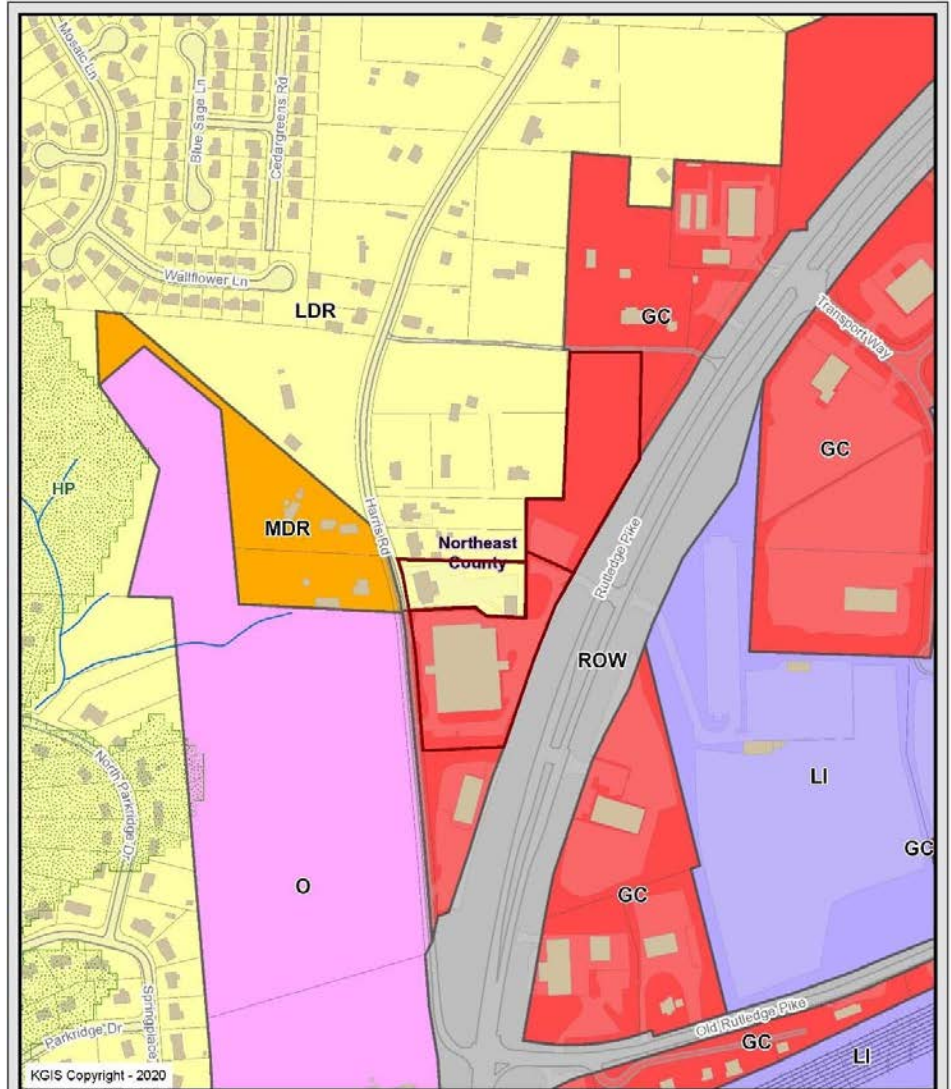 Mosaic Ln
Blue Sage Ln
Cedargreens Rd
Wallflower Ln
LDR
GC
Transport Way
GC
HP
MDR
Harris Rd
Northeast
County
Rutledge Pike
ROW
North Parkridge Dr
LI
GC
O
GC
Springplace
Parkridge Dr
Old Rutledge Pike
GC
LI
KGIS Copyright - 2020